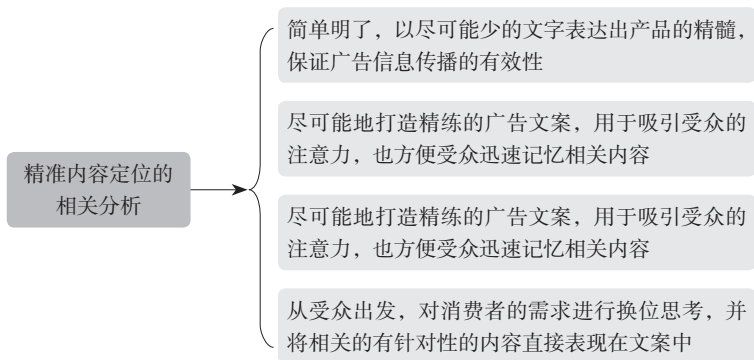 精准内容定位的
相关分析
简单明了，以尽可能少的文字表达出产品的精髓，
保证广告信息传播的有效性
尽可能地打造精练的广告文案，用于吸引受众的
注意力，也方便受众迅速记忆相关内容
尽可能地打造精练的广告文案，用于吸引受众的
注意力，也方便受众迅速记忆相关内容
从受众出发，对消费者的需求进行换位思考，并
将相关的有针对性的内容直接表现在文案中